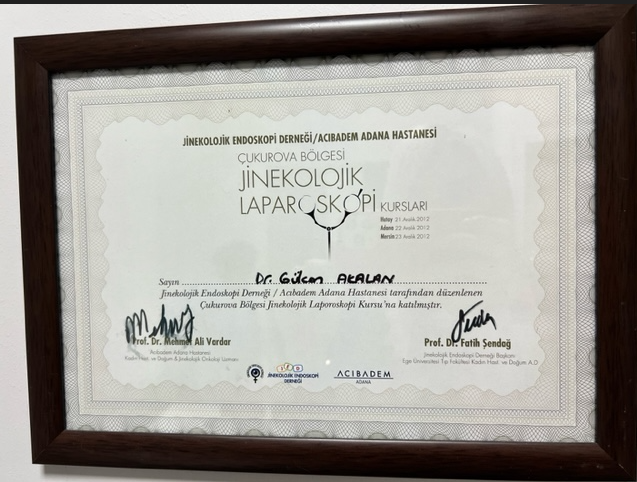 JİNEKOLOJİK ENDOSKOPİ DERNEĞİ/ACIBADEM ADANA HASTANESİ
ÇUKUROVA BÖLGESİ
JİNEKOLOJİK
LAPAROSKOPİ KURSLARI
Hatay 21 Aralık 2012
Adana 22 Aralık 2012
Mersin 23 Aralık 2012
Sayın Dr. Gülcan AKALAN
Jinekolojik Endoskopi Derneği / Acıbadem Adana Hastanesi tarafından düzenlenen
Çukurova Bölgesi Jinekolojik Laporoskopi Kursu'na katılmıştır.
Prof. Dr. Mehmet Ali Vardar
Acıbadem Adana Hastanesi
Kadın Hast. ve Doğum & Jinekolojik Onkoloji Uzmanı
Prof. Dr. Fatih Şendağ
Jinekolojik Endoskopi Derneği Başkanı
Ege Üniversitesi Tıp Fakültesi Kadın Hast. ve Doğum A.D
JİNEKOLOJİK ENDOSKOPİ
DERNEĞİ
ACIBADEM
ADANA